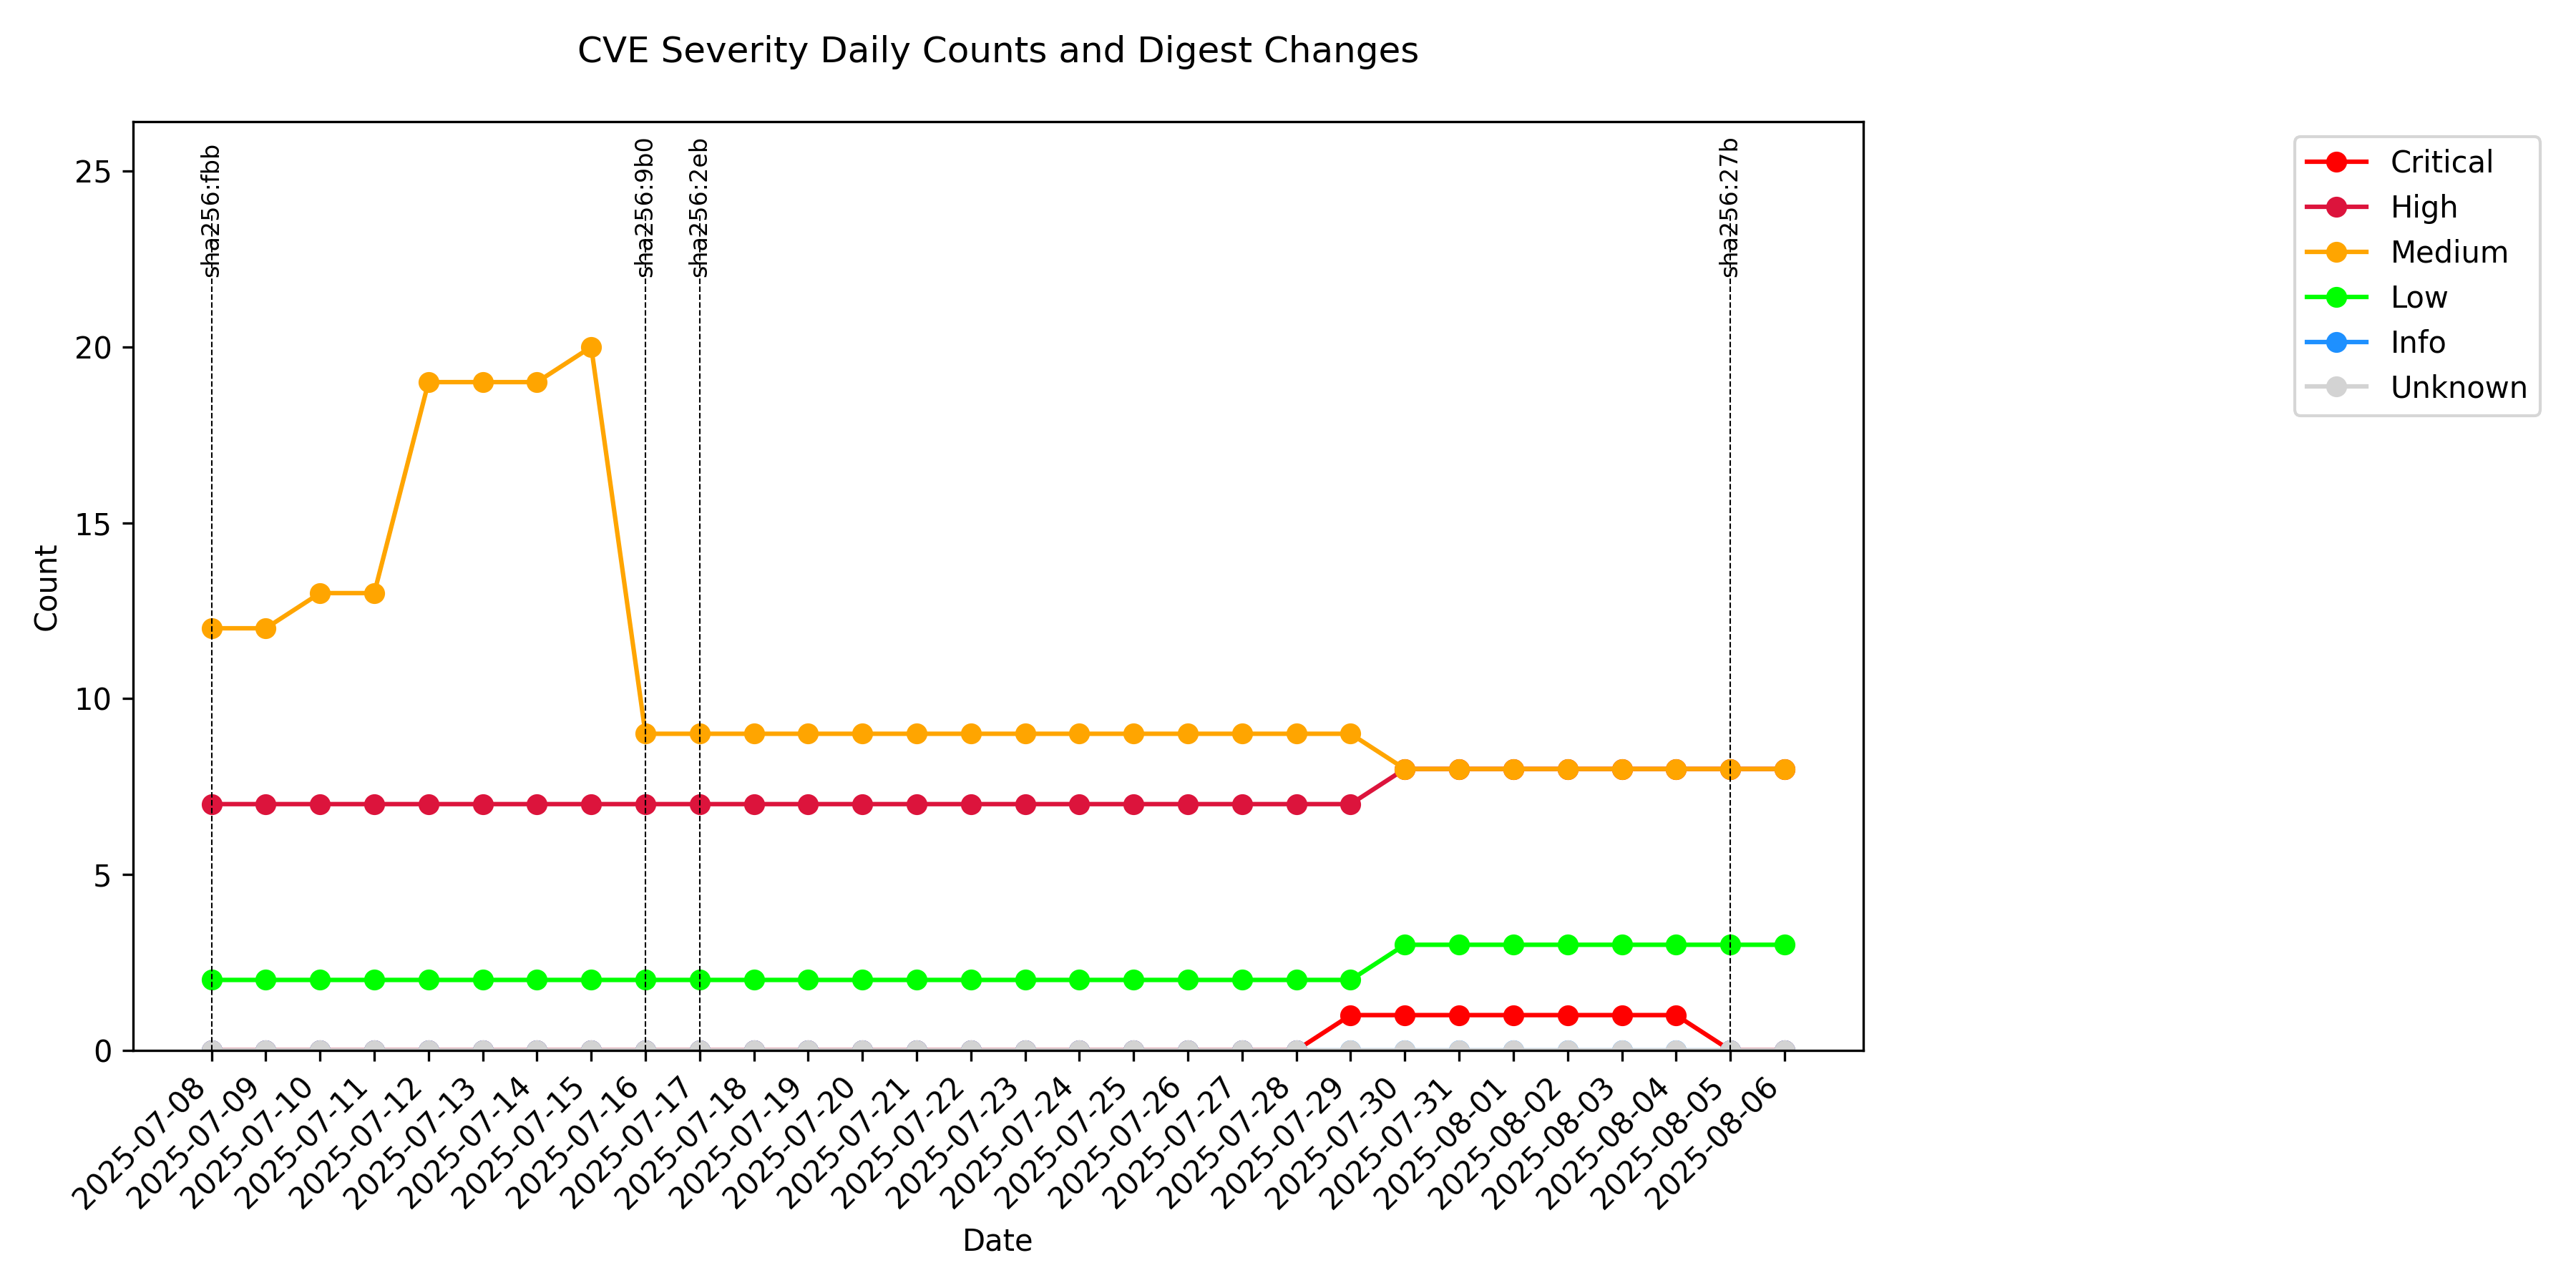 CVE Severity Daily Counts and Digest Changes
sha256:fbb
sha256:9b0
sha256:2eb
sha256:27b
Critical
High
Medium
Low
Info
Unknown
Count
25
20
15
10
5
0
2025-07-08
2025-07-09
2025-07-10
2025-07-11
2025-07-12
2025-07-13
2025-07-14
2025-07-15
2025-07-16
2025-07-17
2025-07-18
2025-07-19
2025-07-20
2025-07-21
2025-07-22
2025-07-23
2025-07-24
2025-07-25
2025-07-26
2025-07-27
2025-07-28
2025-07-29
2025-07-30
2025-07-31
2025-08-01
2025-08-02
2025-08-03
2025-08-04
2025-08-05
2025-08-06
Date